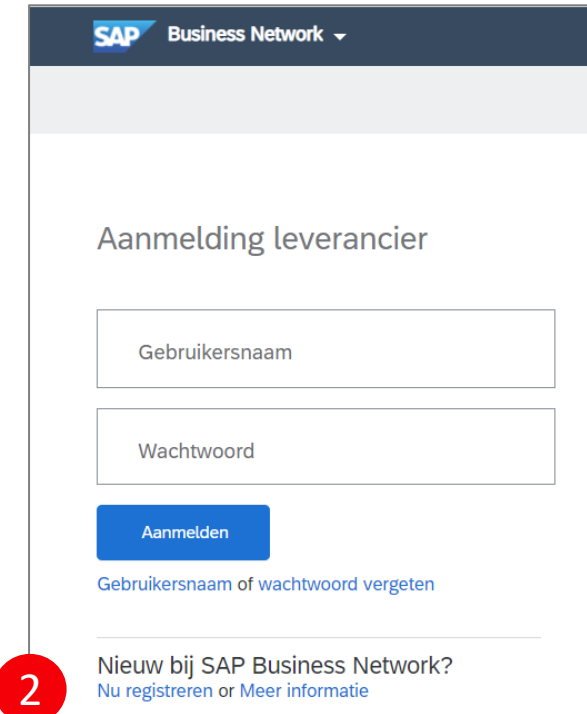 SAP Business Network
Aanmelding leverancier
Gebruikersnaam
Wachtwoord
Aanmelden
Gebruikersnaam of wachtwoord vergeten
Nieuw bij SAP Business Network?
2
Nu registreren or Meer informatie